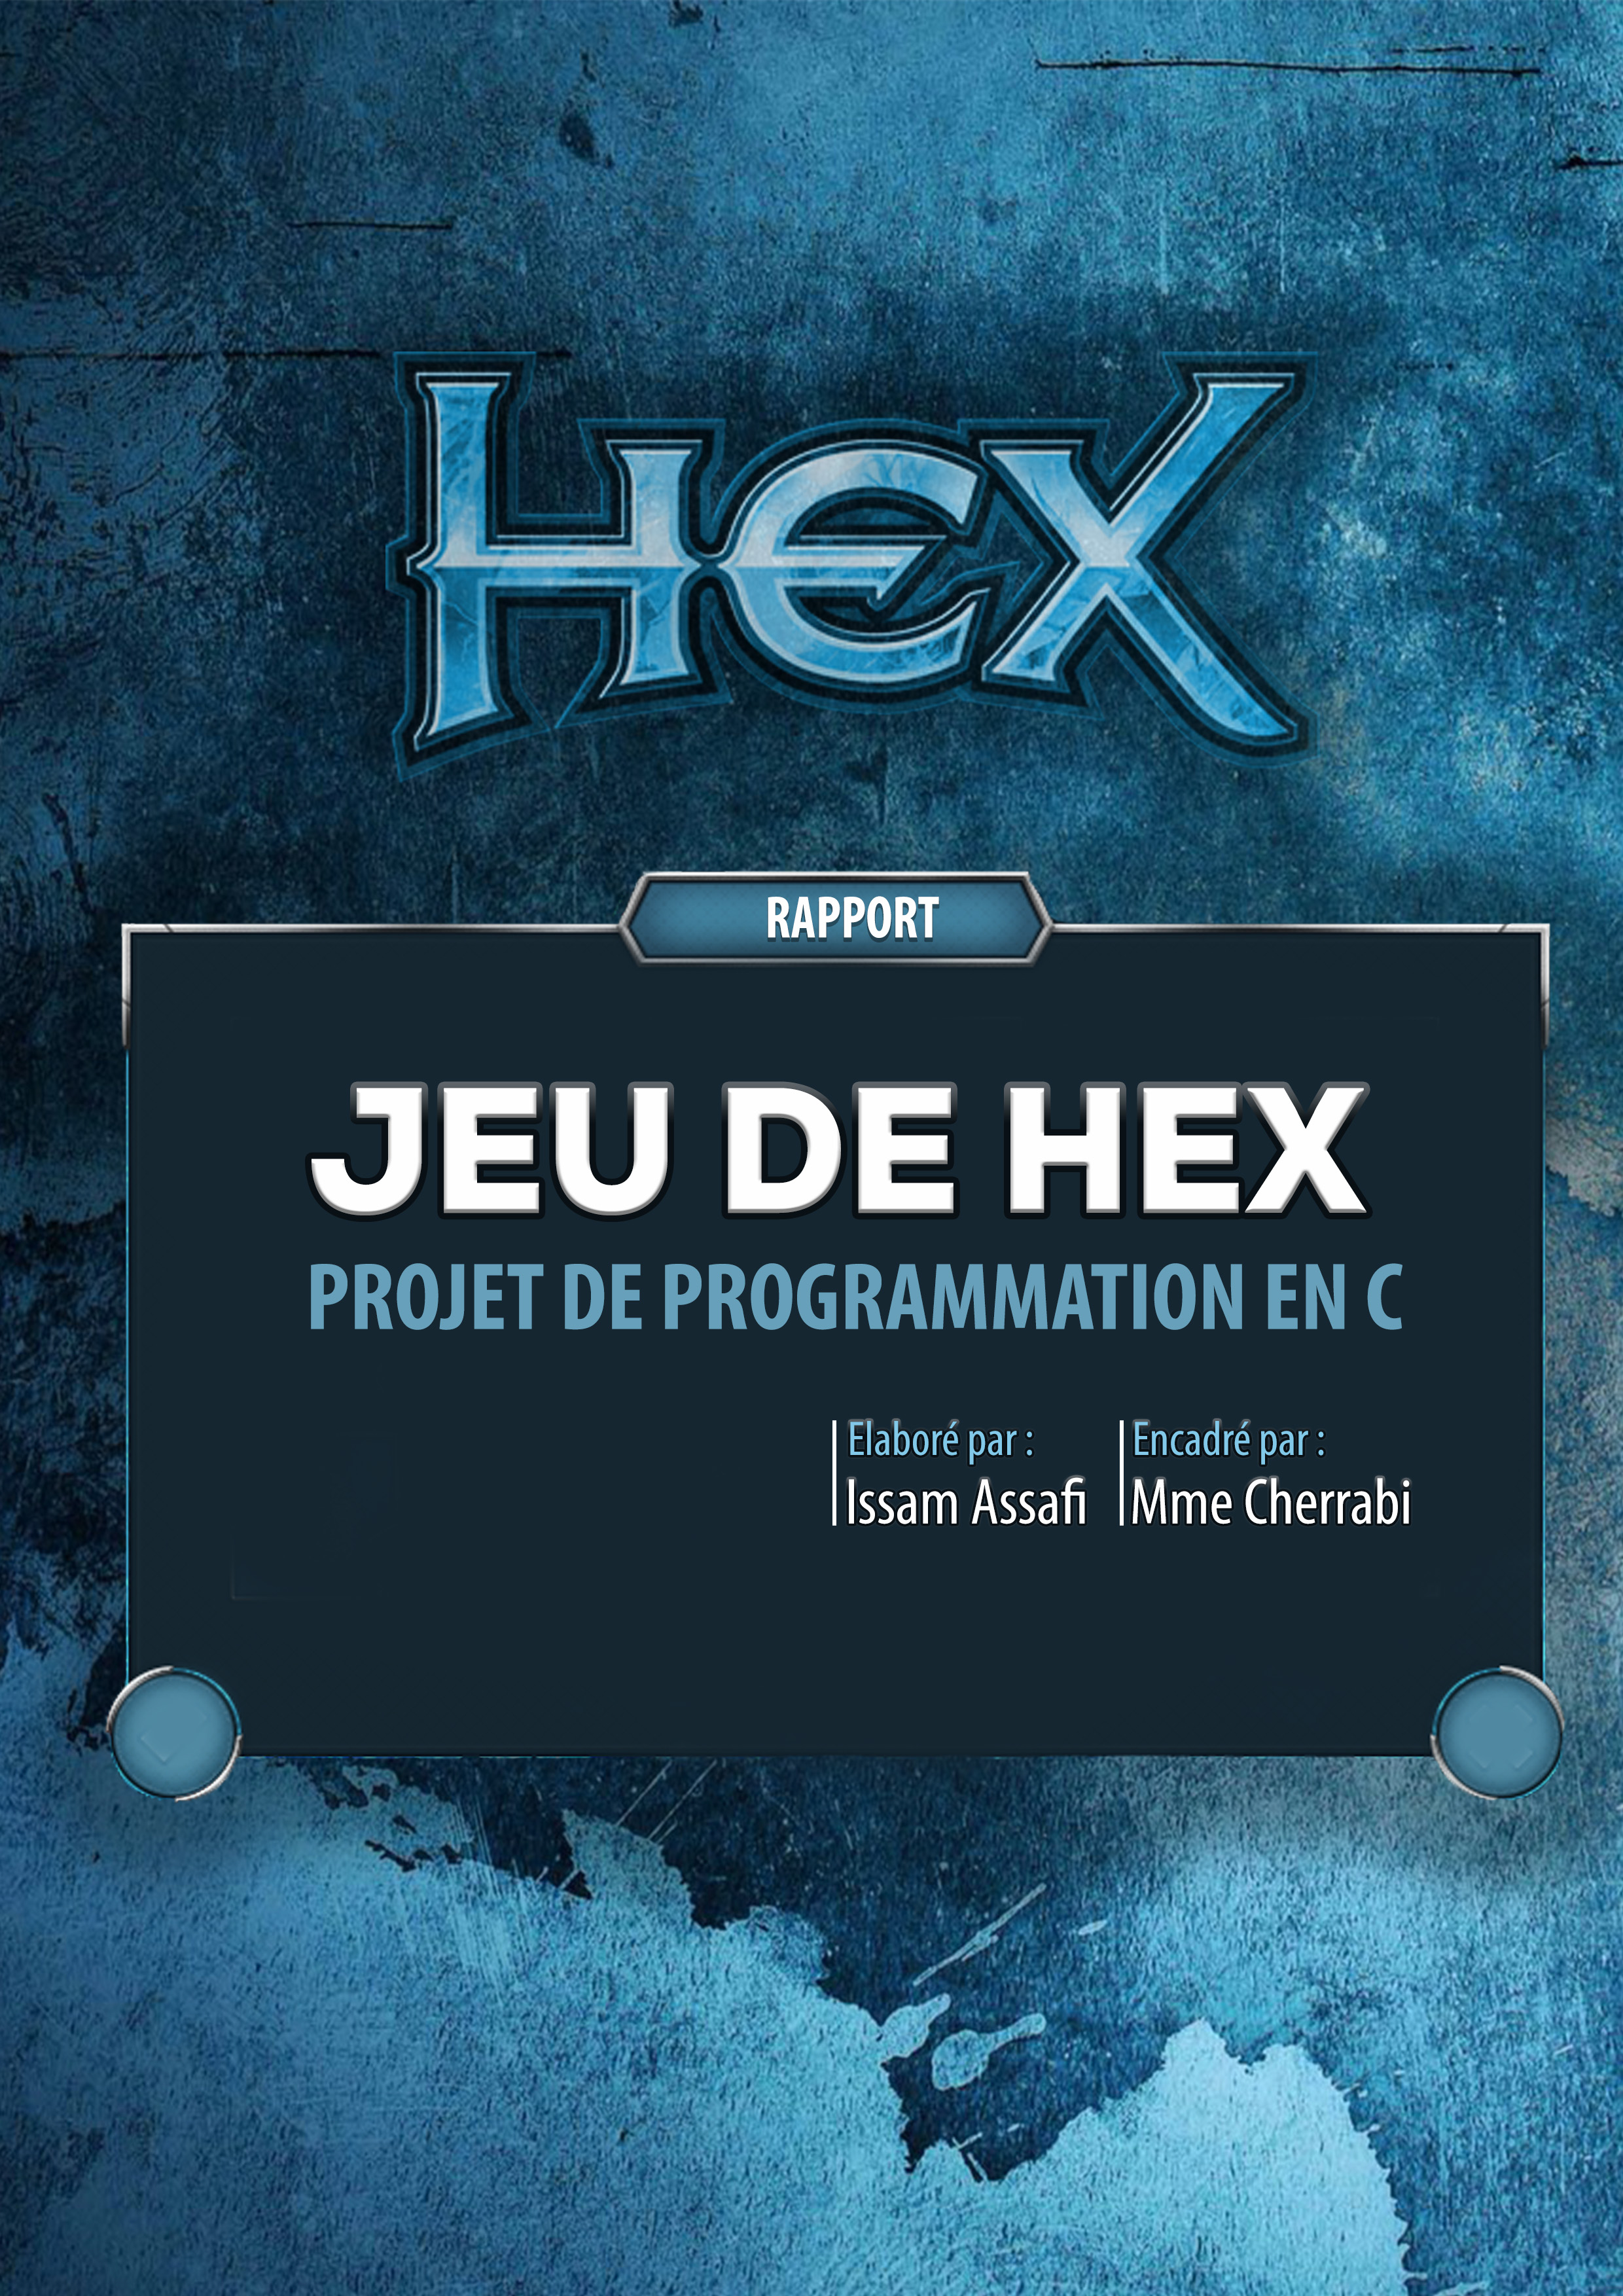 HEX
RAPPORT
JEU DE HEX
PROJET DE PROGRAMMATION EN C
Elaboré par :
Issam Assafi
Encadré par :
Mme Cherrabi